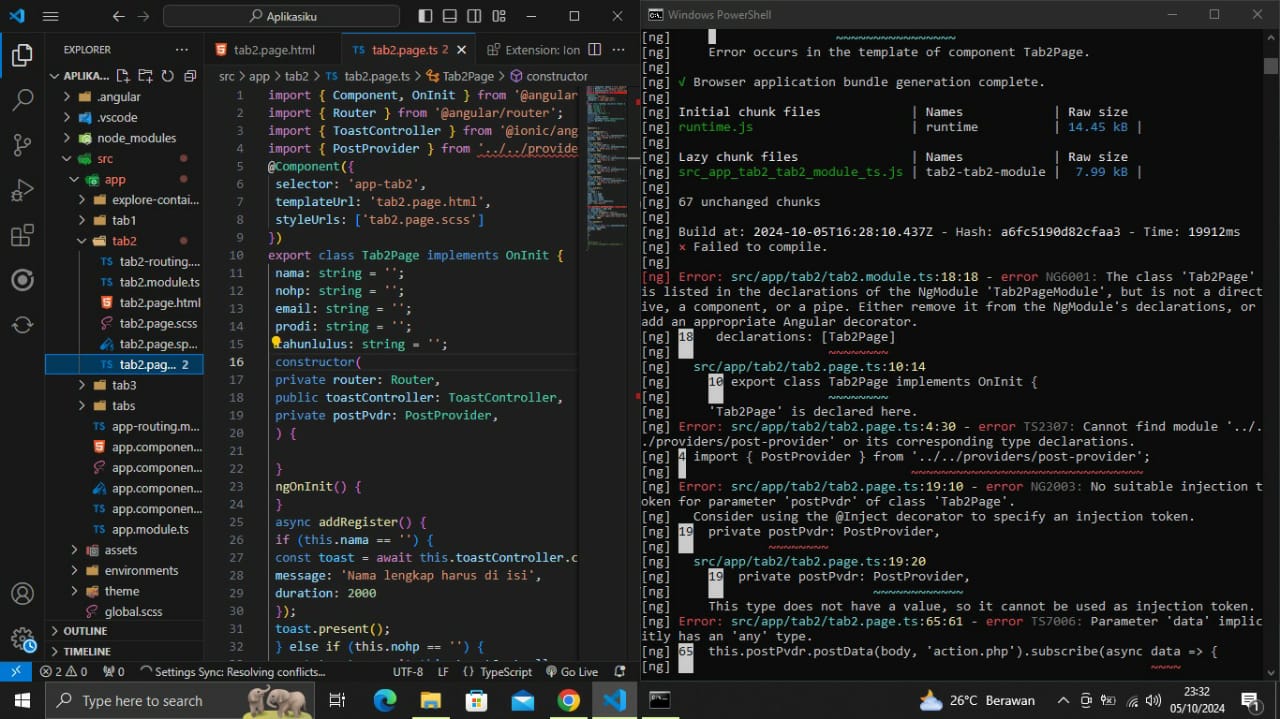 Aplikasiku
Windows PowerShell
EXPLORER
tab2.page.html
tab2.page.ts 2
Extension: Ion
APLIKA...
src > app > tab2 > TS tab2.page.ts > Tab2Page > constructor
.angular
.vscode
node_modules
src
app
explore-contai...
tab1
tab2
tab2-routing....
tab2.module.ts
tab2.page.html
tab2.page.scss
tab2.page.sp...
TS tab2.pag... 2
tab3
tabs
app-routing.m...
app.componen...
app.componen...
app.componen...
app.componen...
app.module.ts
assets
environments
theme
global.scss
OUTLINE
TIMELINE
1 import { Component, OnInit } from '@angular
2 import { Router } from '@angular/router';
3 import { ToastController } from '@ionic/ang
4 import { PostProvider } from '../../provide
5 @Component({
6 selector: 'app-tab2',
7 templateUrl: 'tab2.page.html',
8 styleUrls: ['tab2.page.scss']
9 })
10 export class Tab2Page implements OnInit {
11 nama: string = '';
12 nohp: string = '';
13 email: string = '';
14 prodi: string = '';
15 tahunlulus: string = '';
16 constructor(
17 private router: Router,
18 public toastController: ToastController,
19 private postPvdr: PostProvider,
20 ) {
21
22 }
23 ngOnInit() {
24 }
25 async addRegister() {
26 if (this.nama == '') {
27 const toast = await this.toastController.c
28 message: 'Nama lengkap harus di isi',
29 duration: 2000
30 });
31 toast.present();
32 } else if (this.nohp == '') {
[ng]
[ng] Error occurs in the template of component Tab2Page.
[ng]
[ng] √ Browser application bundle generation complete.
[ng]
[ng] Initial chunk files | Names | Raw size
[ng] runtime.js | runtime | 14.45 kB |
[ng]
[ng] Lazy chunk files | Names | Raw size
[ng] src_app_tab2_tab2_module_ts.js | tab2-tab2-module | 7.99 kB |
[ng]
[ng] 67 unchanged chunks
[ng]
[ng] Build at: 2024-10-05T16:28:10.437Z - Hash: a6fc5190d82cfaa3 - Time: 19912ms
[ng] × Failed to compile.
[ng]
[ng] Error: src/app/tab2/tab2.module.ts:18:18 - error NG6001: The class 'Tab2Page'
is listed in the declarations of the NgModule 'Tab2PageModule', but is not a direct
ive, a component, or a pipe. Either remove it from the NgModule's declarations, or
add an appropriate Angular decorator.
[ng] 18 declarations: [Tab2Page]
[ng]
[ng] src/app/tab2/tab2.page.ts:10:14
[ng] 10 export class Tab2Page implements OnInit {
[ng]
[ng] 'Tab2Page' is declared here.
[ng] Error: src/app/tab2/tab2.page.ts:4:30 - error TS2307: Cannot find module '../.
./providers/post-provider' or its corresponding type declarations.
[ng] 4 import { PostProvider } from '../../providers/post-provider';
[ng]
[ng] Error: src/app/tab2/tab2.page.ts:19:10 - error NG2003: No suitable injection t
oken for parameter 'postPvdr' of class 'Tab2Page'.
[ng] Consider using the @Inject decorator to specify an injection token.
[ng] 19 private postPvdr: PostProvider,
[ng]
[ng] src/app/tab2/tab2.page.ts:19:20
[ng] 19 private postPvdr: PostProvider,
[ng]
[ng] This type does not have a value, so it cannot be used as injection token.
[ng] Error: src/app/tab2/tab2.page.ts:65:61 - error TS7006: Parameter 'data' implic
itly has an 'any' type.
[ng] 65 this.postPvdr.postData(body, 'action.php').subscribe(async data => {
[ng]
2 0 0 Settings Sync: Resolving conflicts... UTF-8 LF {} TypeScript Go Live
Type here to search
26°C Berawan
23:32
05/10/2024
1